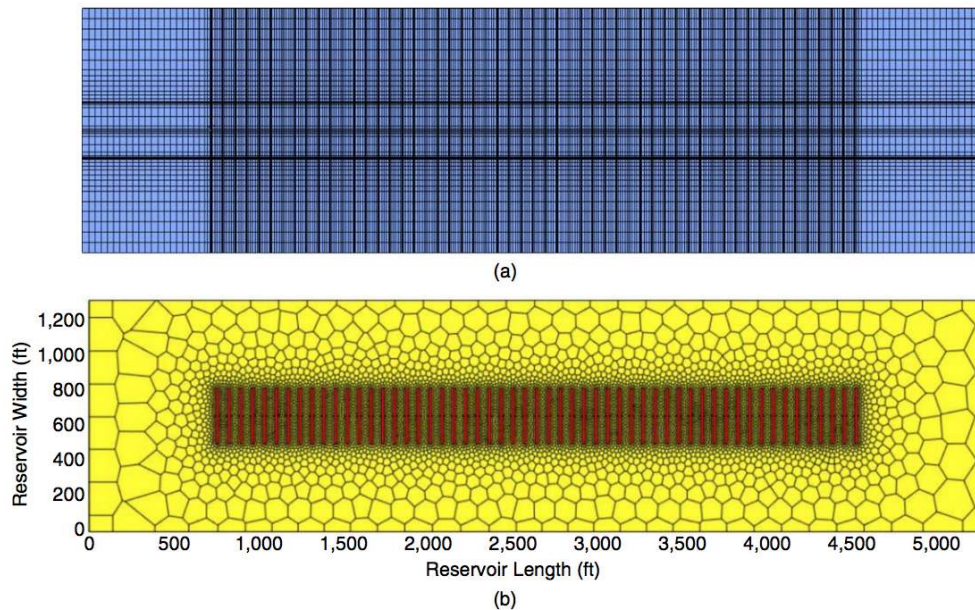 (a)
1,200
1,000
800
600
400
200
0
Reservoir Width (ft)
0 500 1,000 1,500 2,000 2,500 3,000 3,500 4,000 4,500 5,000
Reservoir Length (ft)
(b)